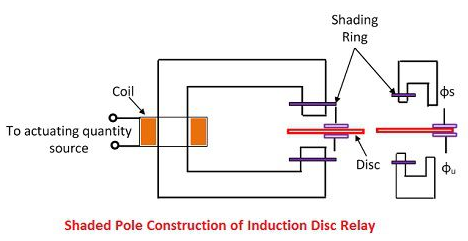 Shading
Ring
Coil
ϕs
To actuating quantity
source
Disc
ϕu
Shaded Pole Construction of Induction Disc Relay